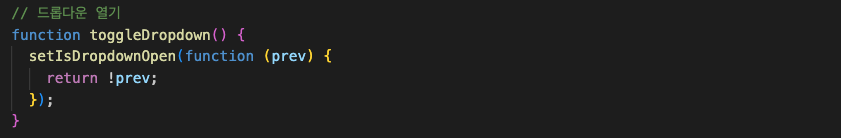 // 드롭다운 열기
function toggleDropdown() {
  setIsDropdownOpen(function (prev) {
    return !prev;
  });
}